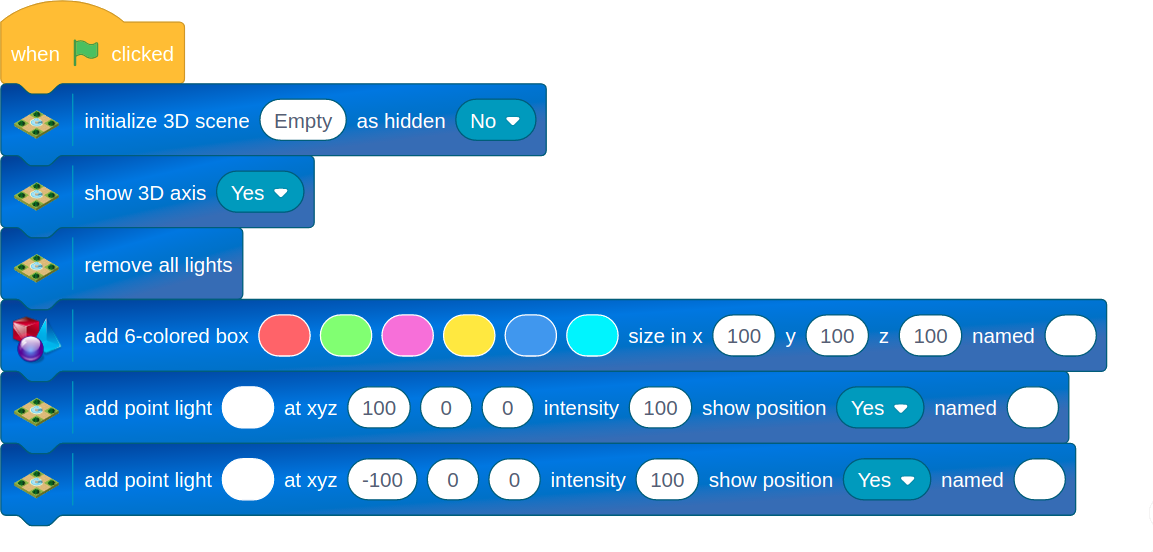 when clicked
initialize 3D scene Empty as hidden No
show 3D axis Yes
remove all lights
add 6-colored box size in x 100 y 100 z 100 named
add point light at xyz 100 0 0 intensity 100 show position Yes named
add point light at xyz -100 0 0 intensity 100 show position Yes named